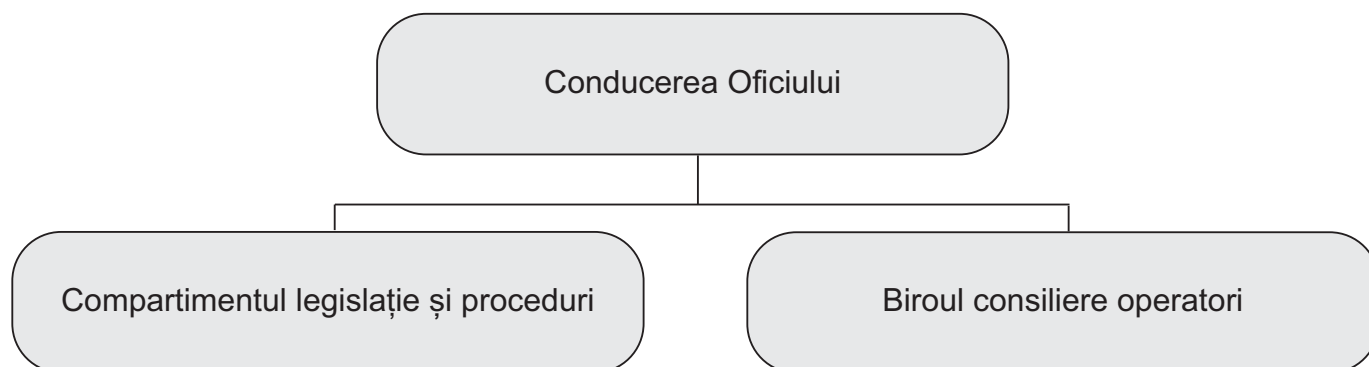 Conducerea Oficiului
Compartimentul legislație și proceduri
Biroul consiliere operatori